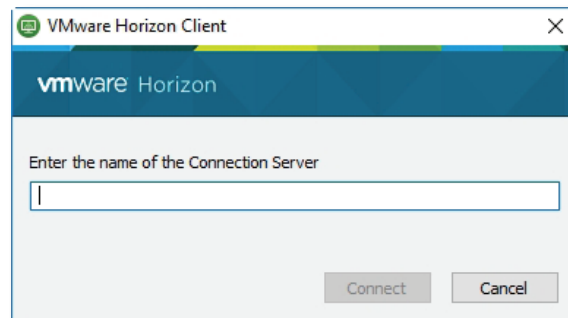 VMware Horizon Client
vmware Horizon
Enter the name of the Connection Server
Connect Cancel